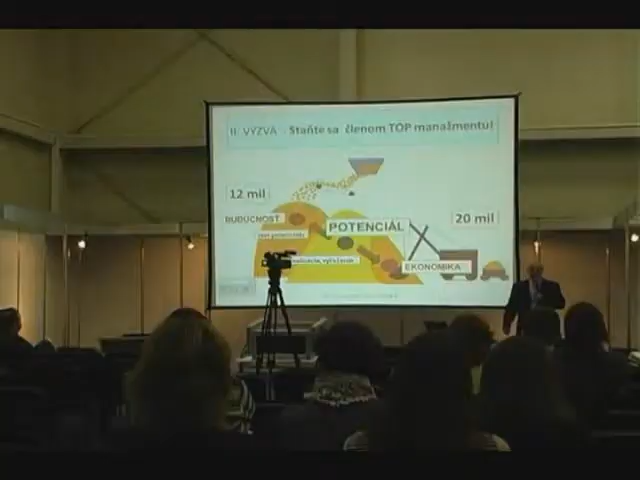 II. VÝZVA Staňte sa členom TOP manažmentu!
12 mil
BUDÚCNOSŤ
20 mil
POTENCIÁL
EKONOMIKA